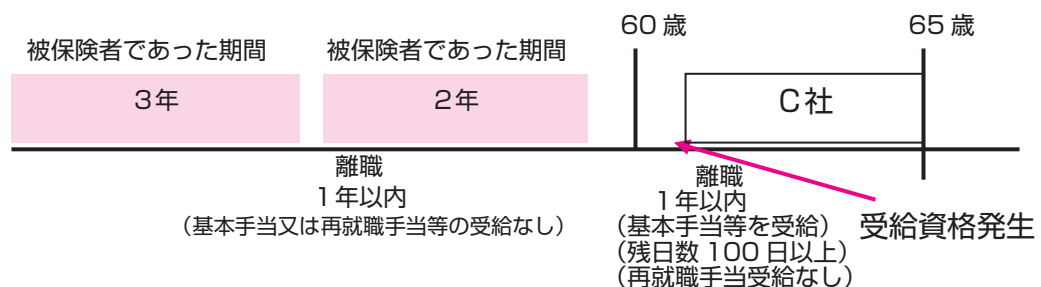 60歳
65歳
被保険者であった期間
被保険者であった期間
3年
2年
C社
離職
1年以内
(基本手当又は再就職手当等の受給なし)
離職
1年以内
(基本手当等を受給)
(残日数100日以上)
(再就職手当受給なし)
受給資格発生